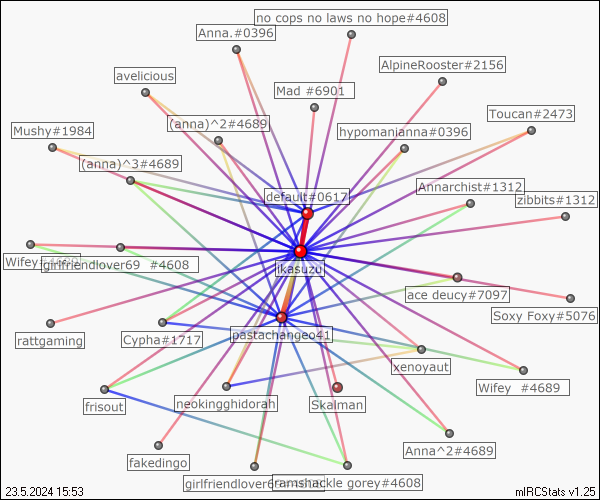 no cops no laws no hope#4608
Anna.#0396
AlpineRooster#2156
avelicious
Mad #6901
Toucan#2473
(anna)^2#4689
Mushy#1984
hypomanianna#0396
(anna)^3#4689
Annarchist#1312
default#0617
zibbits#1312
Wifey
girlfriendlover69 #4608
ikasuzu
ace deucy#7097
Soxy Foxy#5076
rattgaming
Cypha#1717
pastachangeo41
xenoyaut
Wifey #4689
frisout
neokingghidorah
Skalman
Anna^2#4689
fakedingo
girlfriendlover69
ramshackle gorey#4608
23.5.2024 15:53
mIRCStats v1.25